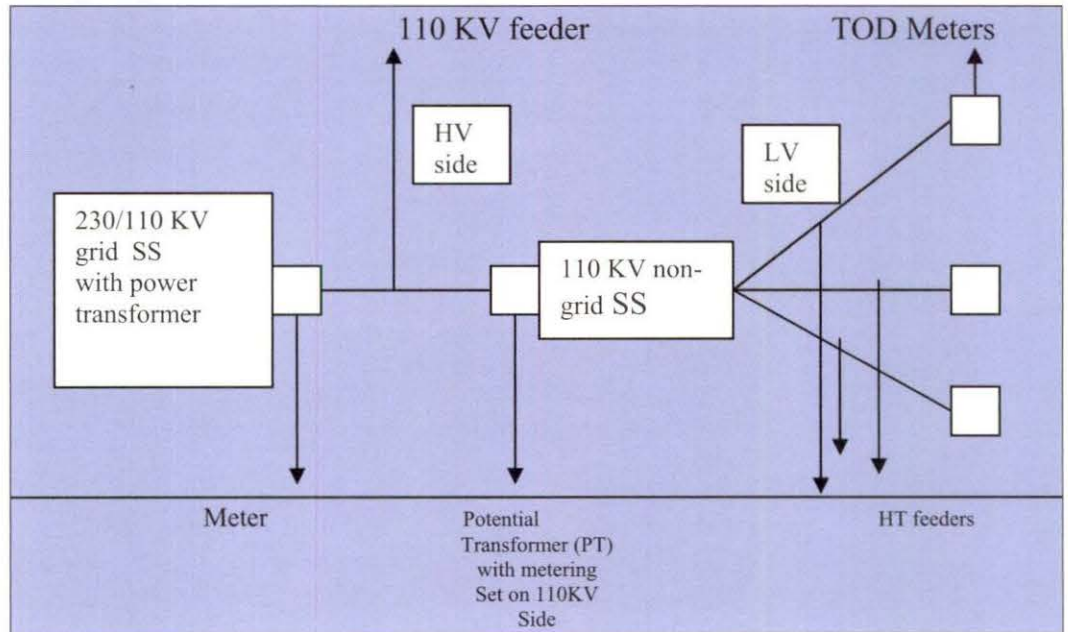 110 KV feeder
TOD Meters
HV
side
LV
side
230/110 KV
grid SS
with power
transformer
110 KV non-
grid SS
Meter
Potential
Transformer (PT)
with metering
Set on 110KV
Side
HT feeders